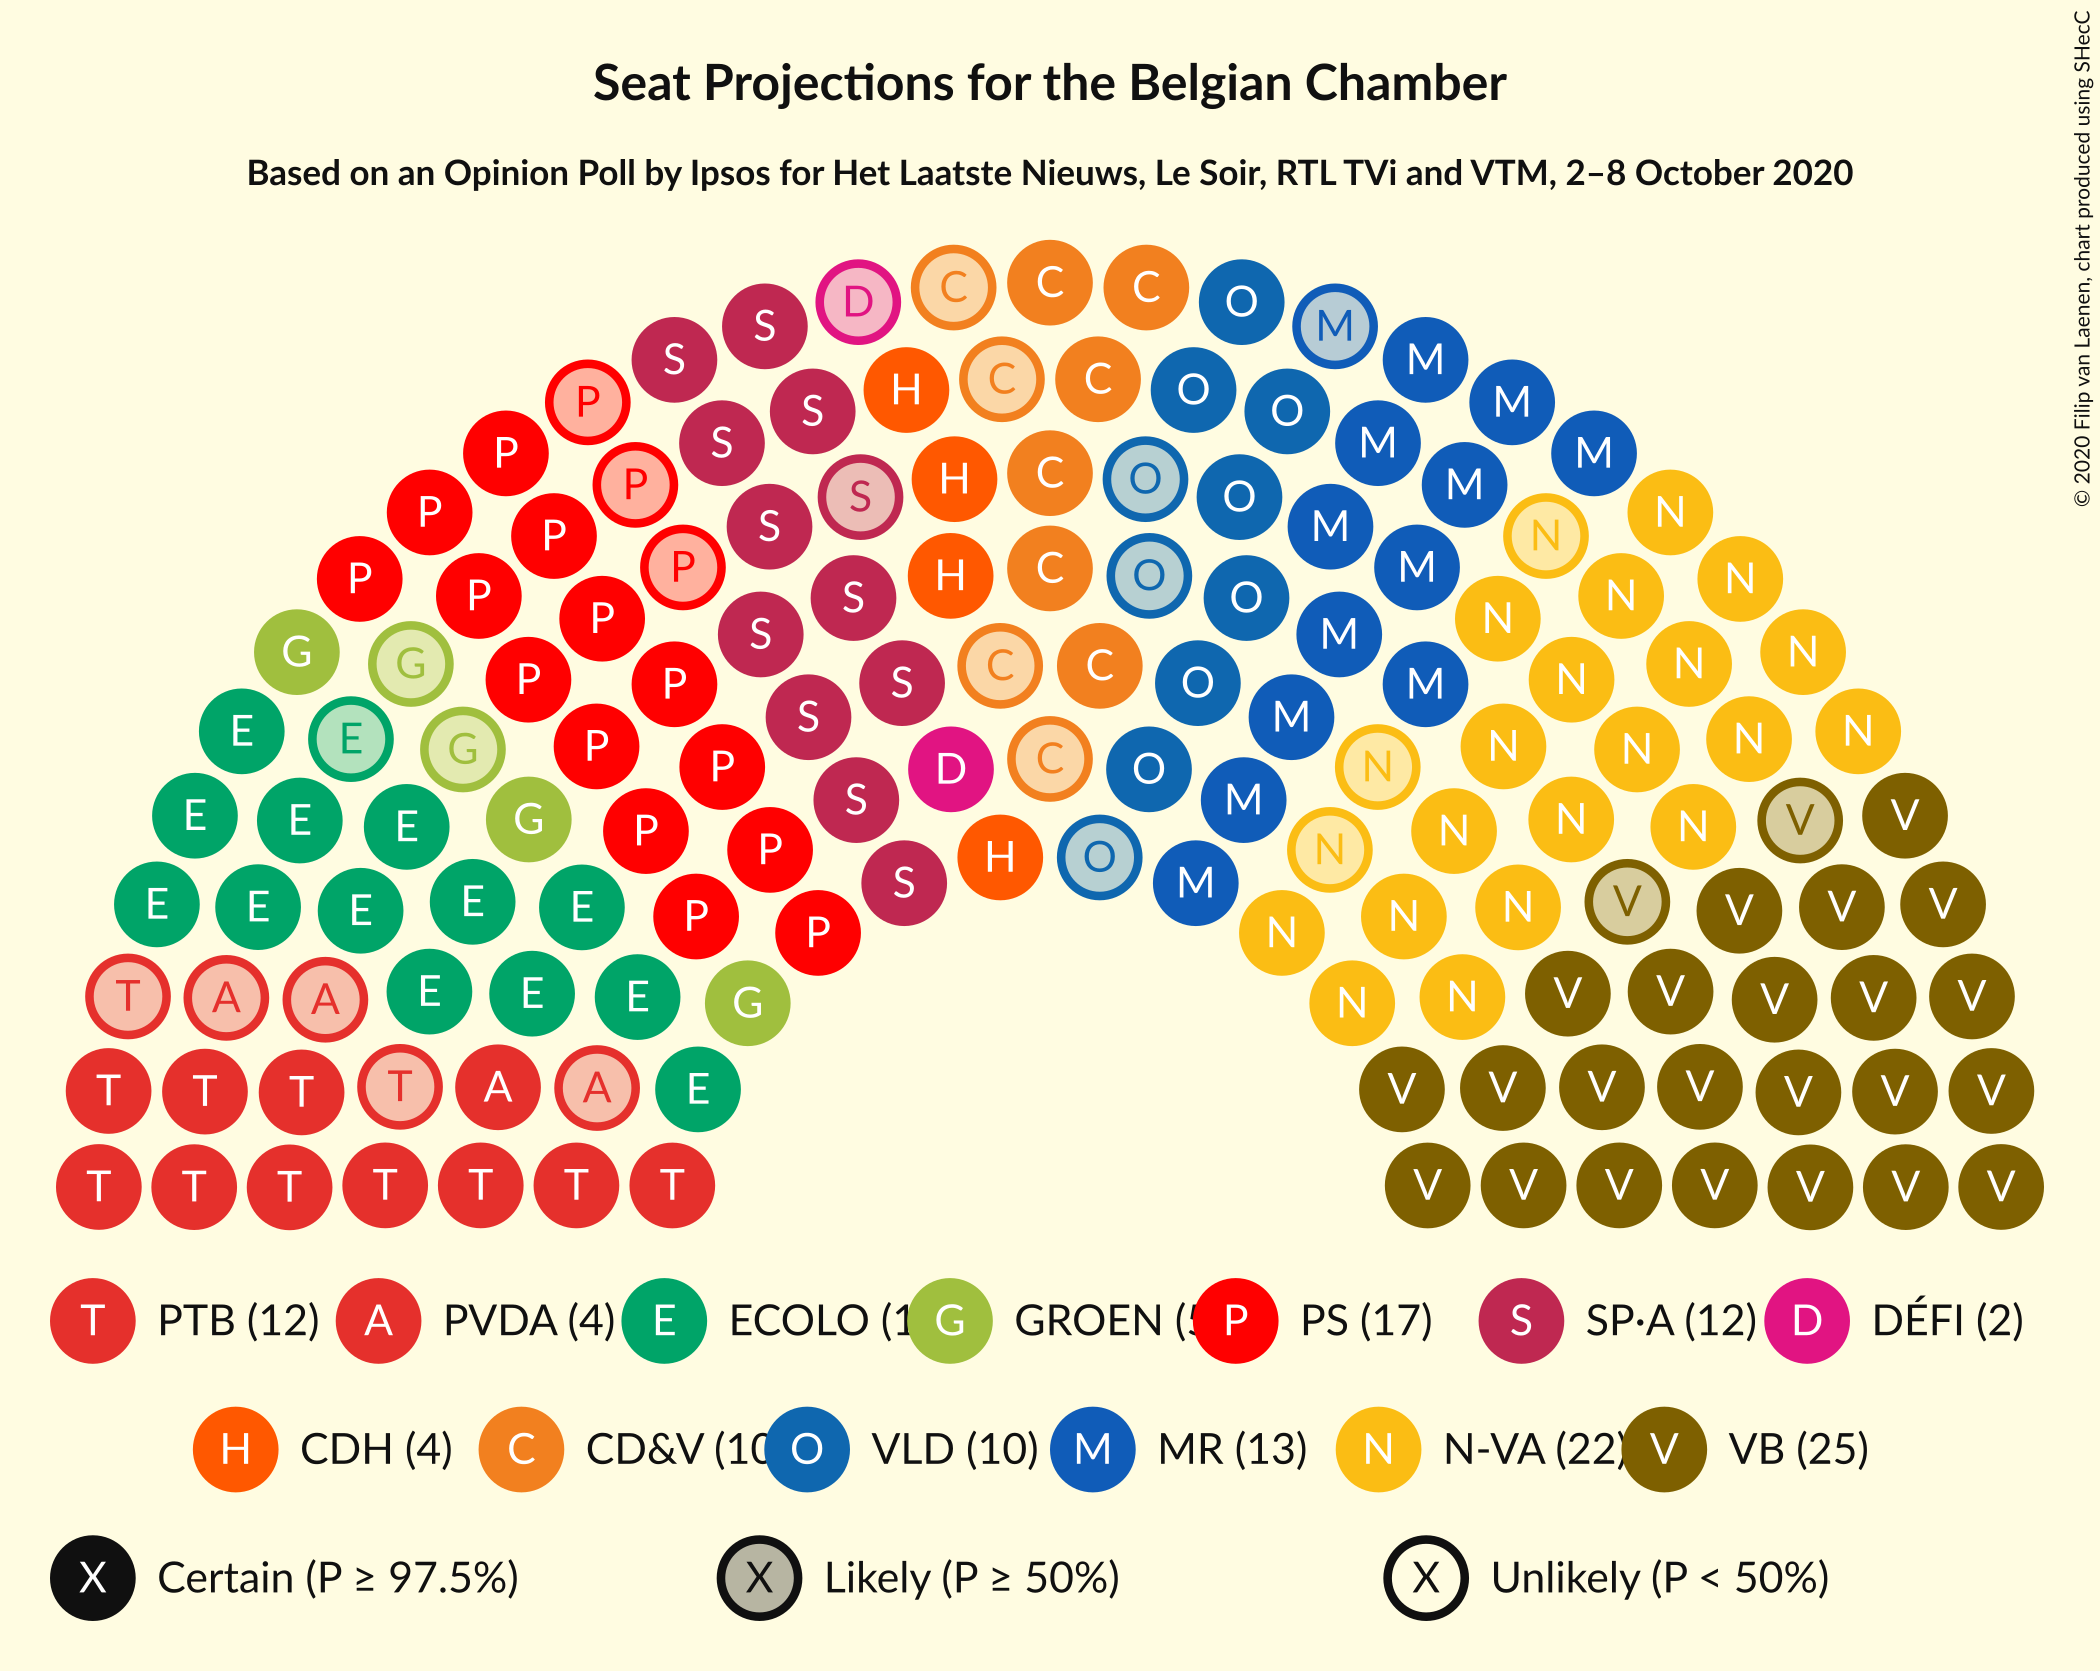 Seat Projections for the Belgian Chamber
Based on an Opinion Poll by Ipsos for Het Laatste Nieuws, Le Soir, RTL TVi and VTM, 2–8 October 2020
© 2020 Filip van Laenen, chart produced using SHecC
D C C C O
S M
S M
P H C C O M
S O
P S M M
P H C O M
P S O N
P S M N
P P H C O M N
P S O N
P S M N
G G C C N N
P P S O M N
E S M N
E G P P D C O N N N N
E E E G P S M N N N V V
P H O N
E E E E E P P S M N N N V V V V
T A A E E E G N N V V V V V
T T T T A A E V V V V V V V
T T T T T T T V V V V V V V
T PTB (12) A PVDA (4) E ECOLO (1 G GROEN ( P PS (17) S SP·A (12) D DÉFI (2)
H CDH (4) C CD&V (10 O VLD (10) M MR (13) N N-VA (22) V VB (25)
X Certain (P ≥ 97.5%) X Likely (P ≥ 50%) X Unlikely (P < 50%)